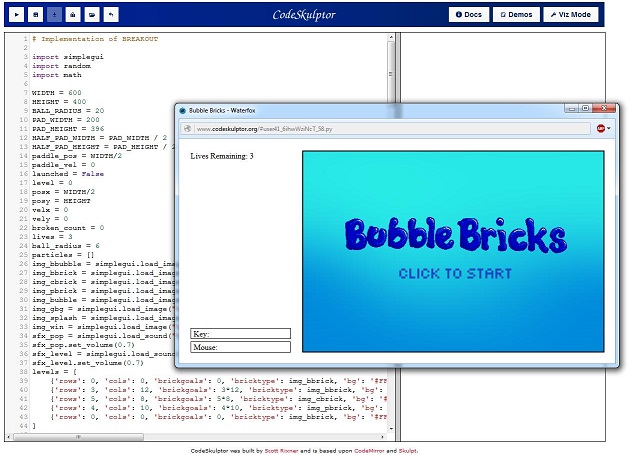 CodeSkulptor
Docs
Demos
Viz Mode
1 # Implementation of BREAKOUT
2
3 import simplegui
4 import random
5 import math
6
7 WIDTH = 600
8 HEIGHT = 400
9 BALL_RADIUS = 20
10 PAD_WIDTH = 200
11 PAD_HEIGHT = 396
12 HALF_PAD_WIDTH = PAD_WIDTH / 2
13 HALF_PAD_HEIGHT = PAD_HEIGHT / 2
14 paddle_pos = WIDTH/2
15 paddle_vel = 0
16 launched = False
17 level = 0
18 posx = WIDTH/2
19 posy = HEIGHT
20 velx = 0
21 vely = 0
22 broken_count = 0
23 lives = 3
24 ball_radius = 6
25 particles = []
26 img_bbubble = simplegui.load_ima
27 img_bbrick = simplegui.load_imag
28 img_cbrick = simplegui.load_imag
29 img_pbrick = simplegui.load_imag
30 img_bubble = simplegui.load_imag
31 img_gbg = simplegui.load_image("
32 img_splash = simplegui.load_imag
33 img_win = simplegui.load_image("
34 sfx_pop = simplegui.load_sound("
35 sfx_pop.set_volume(0.7)
36 sfx_level = simplegui.load_sound
37 sfx_level.set_volume(0.7)
38 levels = [
39 {'rows': 0, 'cols': 0, 'brickgoals': 0, 'bricktype': img_bbrick, 'bg': '#FF
40 {'rows': 3, 'cols': 12, 'brickgoals': 3*12, 'bricktype': img_bbrick, 'bg':
41 {'rows': 5, 'cols': 8, 'brickgoals': 5*8, 'bricktype': img_cbrick, 'bg': '#
42 {'rows': 4, 'cols': 10, 'brickgoals': 4*10, 'bricktype': img_pbrick, 'bg':
43 {'rows': 0, 'cols': 0, 'brickgoals': 0, 'bricktype': img_bbrick, 'bg': '#FF
44 ]
Bubble Bricks - Waterfox
www.codeskulptor.org/#user41_6ihwWziNcT_58.py
Lives Remaining: 3
Bubble Bricks
CLICK TO START
Key:
Mouse:
CodeSkulptor was built by Scott Rixner and is based upon CodeMirror and Skulpt.